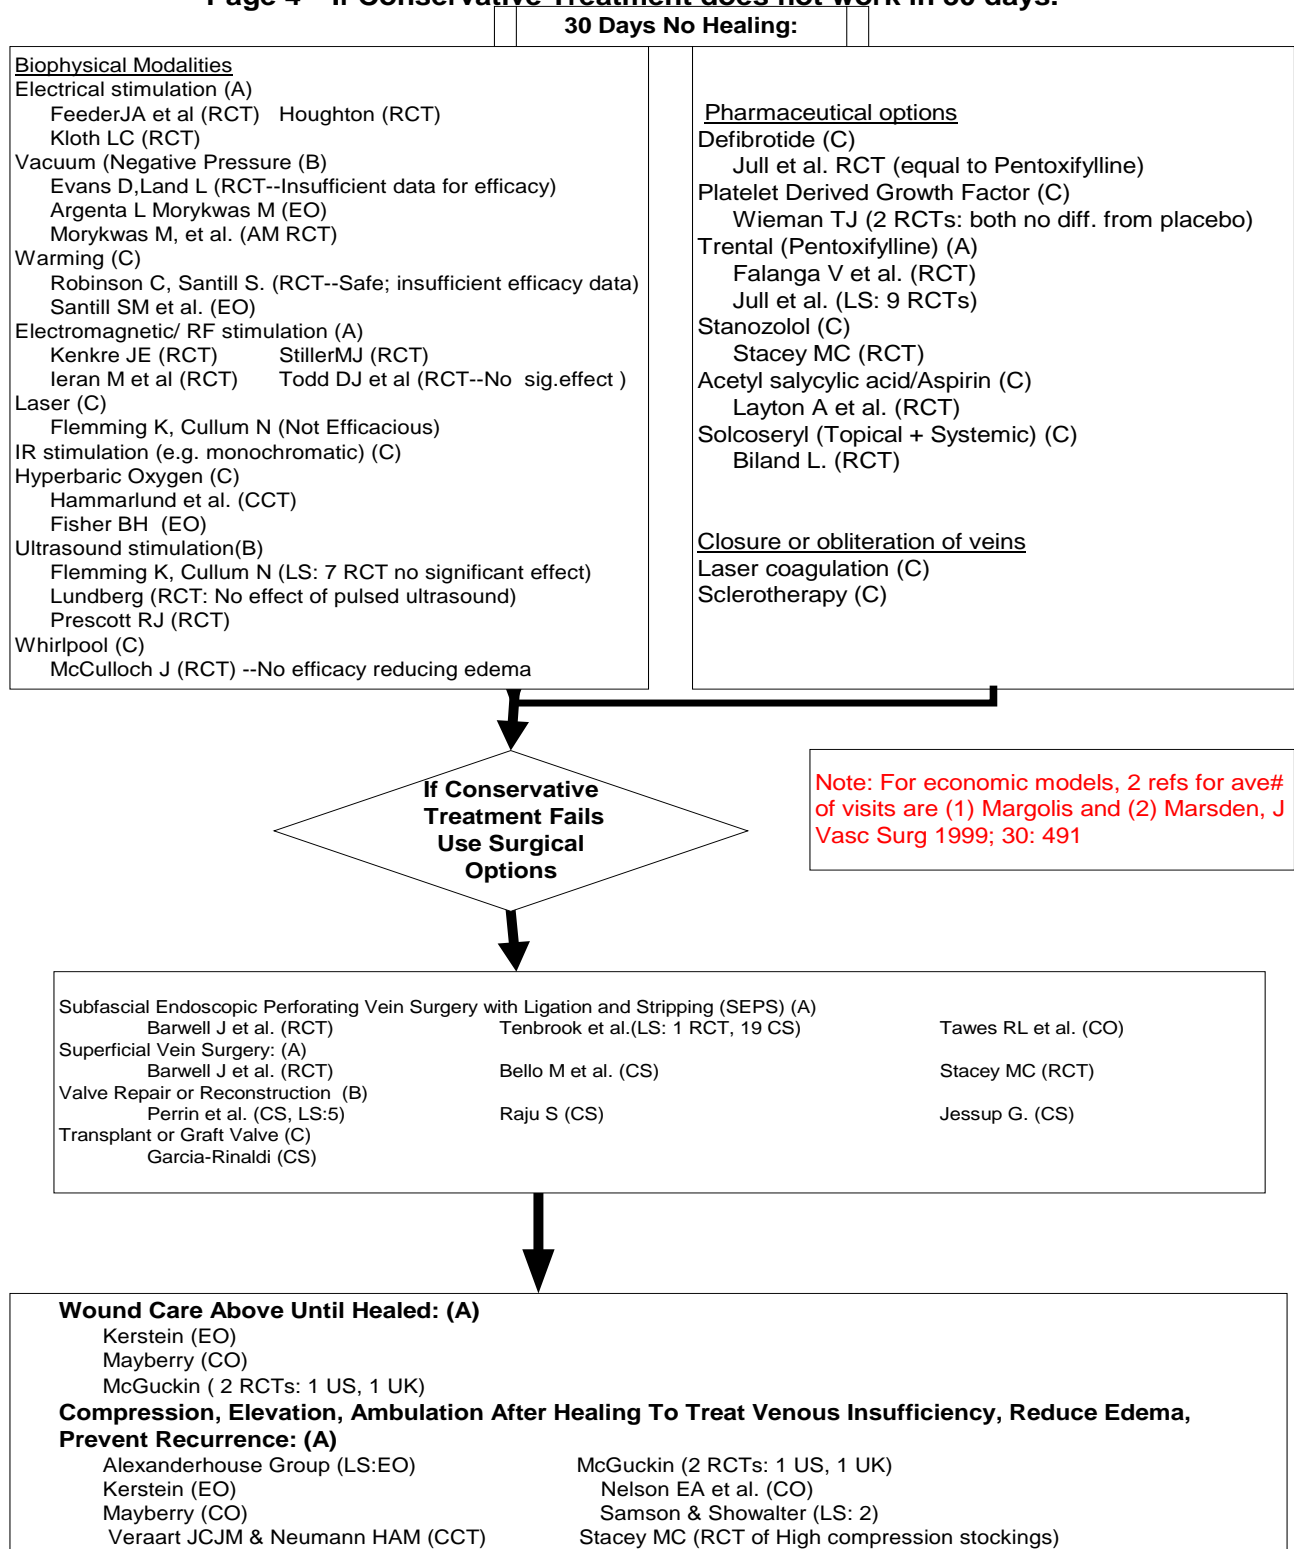 Page 4 – If Conservative Treatment does not work in 30 days:
30 Days No Healing:
Biophysical Modalities
Electrical stimulation (A)
FeederJA et al (RCT) Houghton (RCT)
Kloth LC (RCT)
Vacuum (Negative Pressure (B)
Evans D,Land L (RCT--Insufficient data for efficacy)
Argenta L Morykwas M (EO)
Morykwas M, et al. (AM RCT)
Warming (C)
Robinson C, Santill S. (RCT--Safe; insufficient efficacy data)
Santill SM et al. (EO)
Electromagnetic/ RF stimulation (A)
Kenkre JE (RCT) StillerMJ (RCT)
Ieran M et al (RCT) Todd DJ et al (RCT--No sig.effect )
Laser (C)
Flemming K, Cullum N (Not Efficacious)
IR stimulation (e.g. monochromatic) (C)
Hyperbaric Oxygen (C)
Hammarlund et al. (CCT)
Fisher BH (EO)
Ultrasound stimulation(B)
Flemming K, Cullum N (LS: 7 RCT no significant effect)
Lundberg (RCT: No effect of pulsed ultrasound)
Prescott RJ (RCT)
Whirlpool (C)
McCulloch J (RCT) --No efficacy reducing edema
Pharmaceutical options
Defibrotide (C)
Jull et al. RCT (equal to Pentoxifylline)
Platelet Derived Growth Factor (C)
Wieman TJ (2 RCTs: both no diff. from placebo)
Trental (Pentoxifylline) (A)
Falanga V et al. (RCT)
Jull et al. (LS: 9 RCTs)
Stanozolol (C)
Stacey MC (RCT)
Acetyl salycylic acid/Aspirin (C)
Layton A et al. (RCT)
Solcoseryl (Topical + Systemic) (C)
Biland L. (RCT)
Closure or obliteration of veins
Laser coagulation (C)
Sclerotherapy (C)
If Conservative
Treatment Fails
Use Surgical
Options
Note: For economic models, 2 refs for ave#
of visits are (1) Margolis and (2) Marsden, J
Vasc Surg 1999; 30: 491
Subfascial Endoscopic Perforating Vein Surgery with Ligation and Stripping (SEPS) (A)
Barwell J et al. (RCT) Tenbrook et al.(LS: 1 RCT, 19 CS) Tawes RL et al. (CO)
Superficial Vein Surgery: (A)
Barwell J et al. (RCT) Bello M et al. (CS) Stacey MC (RCT)
Valve Repair or Reconstruction (B)
Perrin et al. (CS, LS:5) Raju S (CS) Jessup G. (CS)
Transplant or Graft Valve (C)
Garcia-Rinaldi (CS)
Wound Care Above Until Healed: (A)
Kerstein (EO)
Mayberry (CO)
McGuckin ( 2 RCTs: 1 US, 1 UK)
Compression, Elevation, Ambulation After Healing To Treat Venous Insufficiency, Reduce Edema,
Prevent Recurrence: (A)
Alexanderhouse Group (LS:EO) McGuckin (2 RCTs: 1 US, 1 UK)
Kerstein (EO) Nelson EA et al. (CO)
Mayberry (CO) Samson & Showalter (LS: 2)
Veraart JCJM & Neumann HAM (CCT) Stacey MC (RCT of High compression stockings)